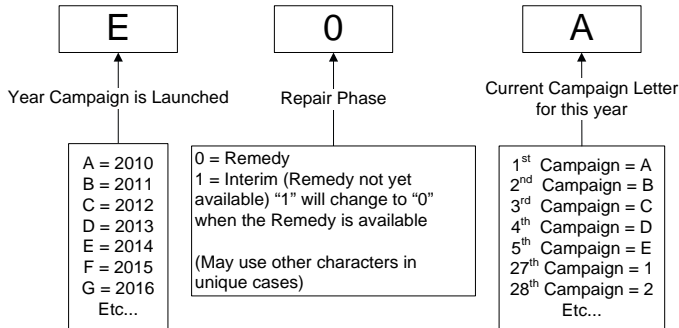 E
0
A
Year Campaign is Launched
Repair Phase
Current Campaign Letter
for this year
A = 2010
B = 2011
C = 2012
D = 2013
E = 2014
F = 2015
G = 2016
Etc...
0 = Remedy
1 = Interim (Remedy not yet
available) “1” will change to “0”
when the Remedy is available
(May use other characters in
unique cases)
1st Campaign = A
2nd Campaign = B
3rd Campaign = C
4th Campaign = D
5th Campaign = E
27th Campaign = 1
28th Campaign = 2
Etc...